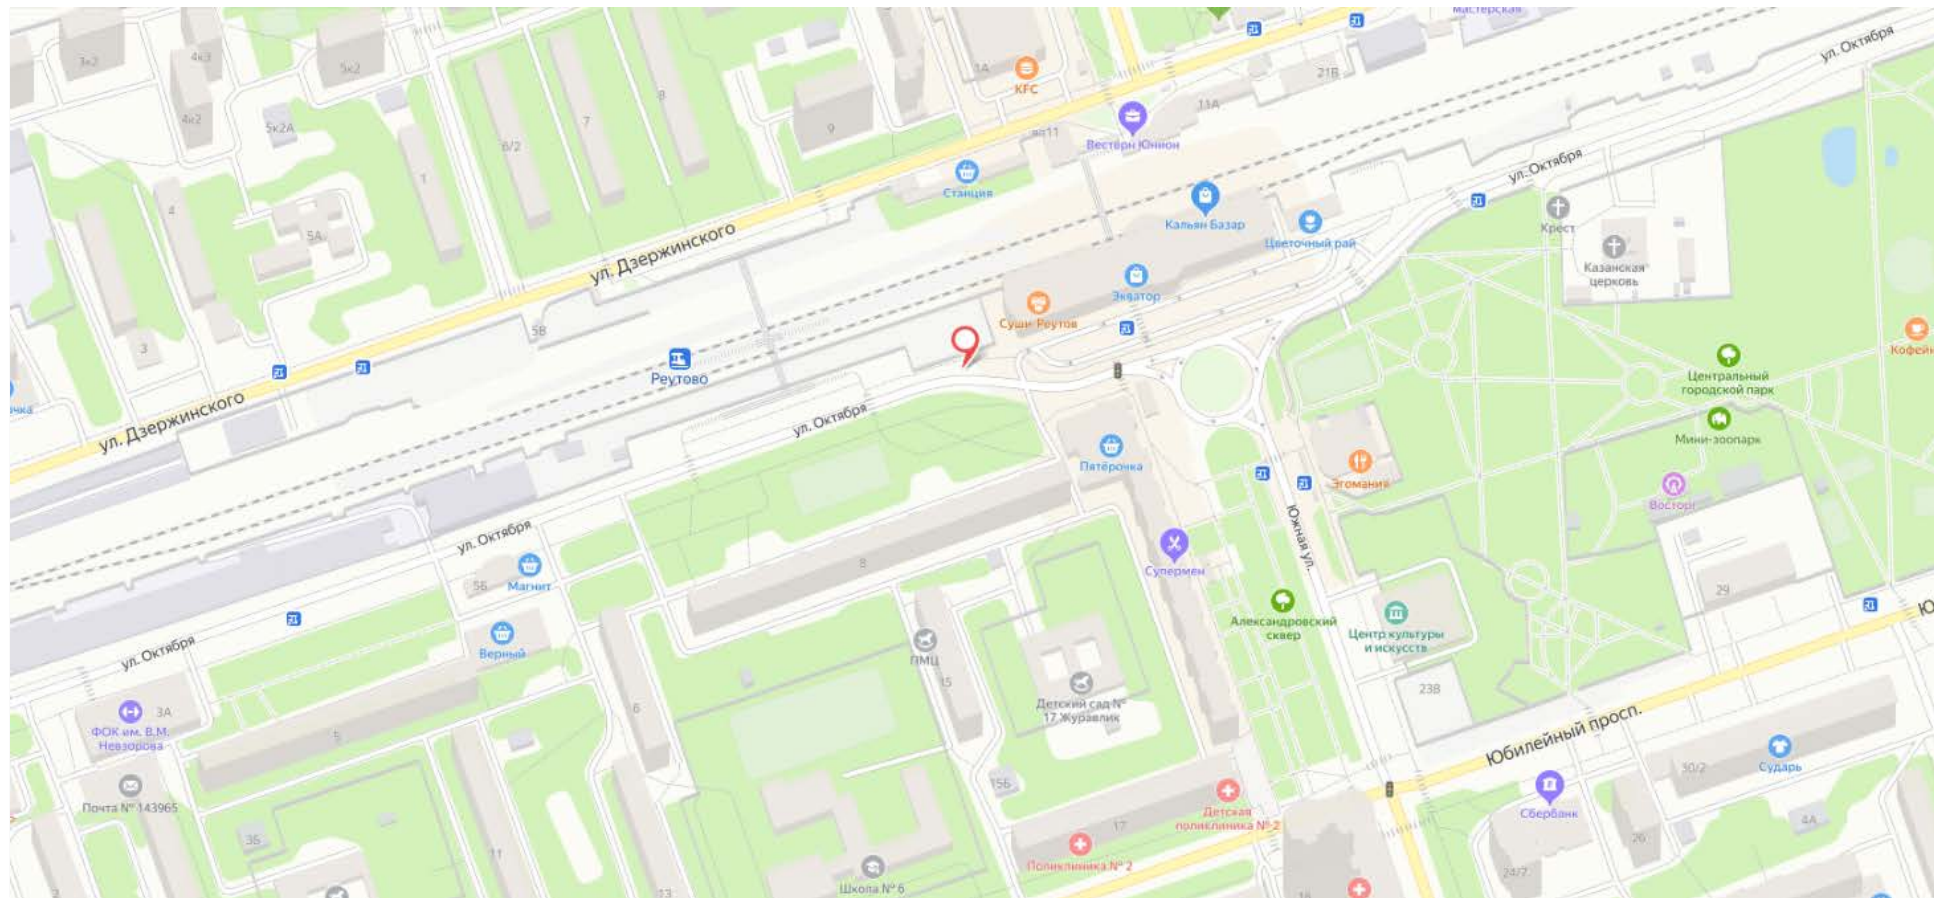 мастерская
ул. Октября
3к2
4к3
5к2
1А
KFC
21В
4к2
5к2А
6/2
7
8
9
11А
Вестерн Юнион
Станция
ул. Октября
1
4
5А
ул. Дзержинского
Кальян Базар
Цветочный рай
Крест
Казанская
церковь
Экватор
Суши-Реутов
5В
3
Реутово
Кофейн
Центральный
городской парк
Мини-зоопарк
ул. Дзержинского
ул. Октября
Пятёрочка
Эгомания
Восторг
Южная ул.
ул. Октября
5Б
Магнит
8
Супермен
29
Александровский
сквер
Центр культуры
и искусств
ул. Октября
Верный
ПМЦ
15
Детский сад №
17 Журавлик
23В
Юбилейный просп.
3А
ФОК им. В.М.
Невзорова
5
6
30/2
Сударь
Почта № 143965
15Б
Детская
поликлиника № 2
Сбербанк
4А
3Б
11
17
Поликлиника № 2
26
24/7
Школа № 6
13